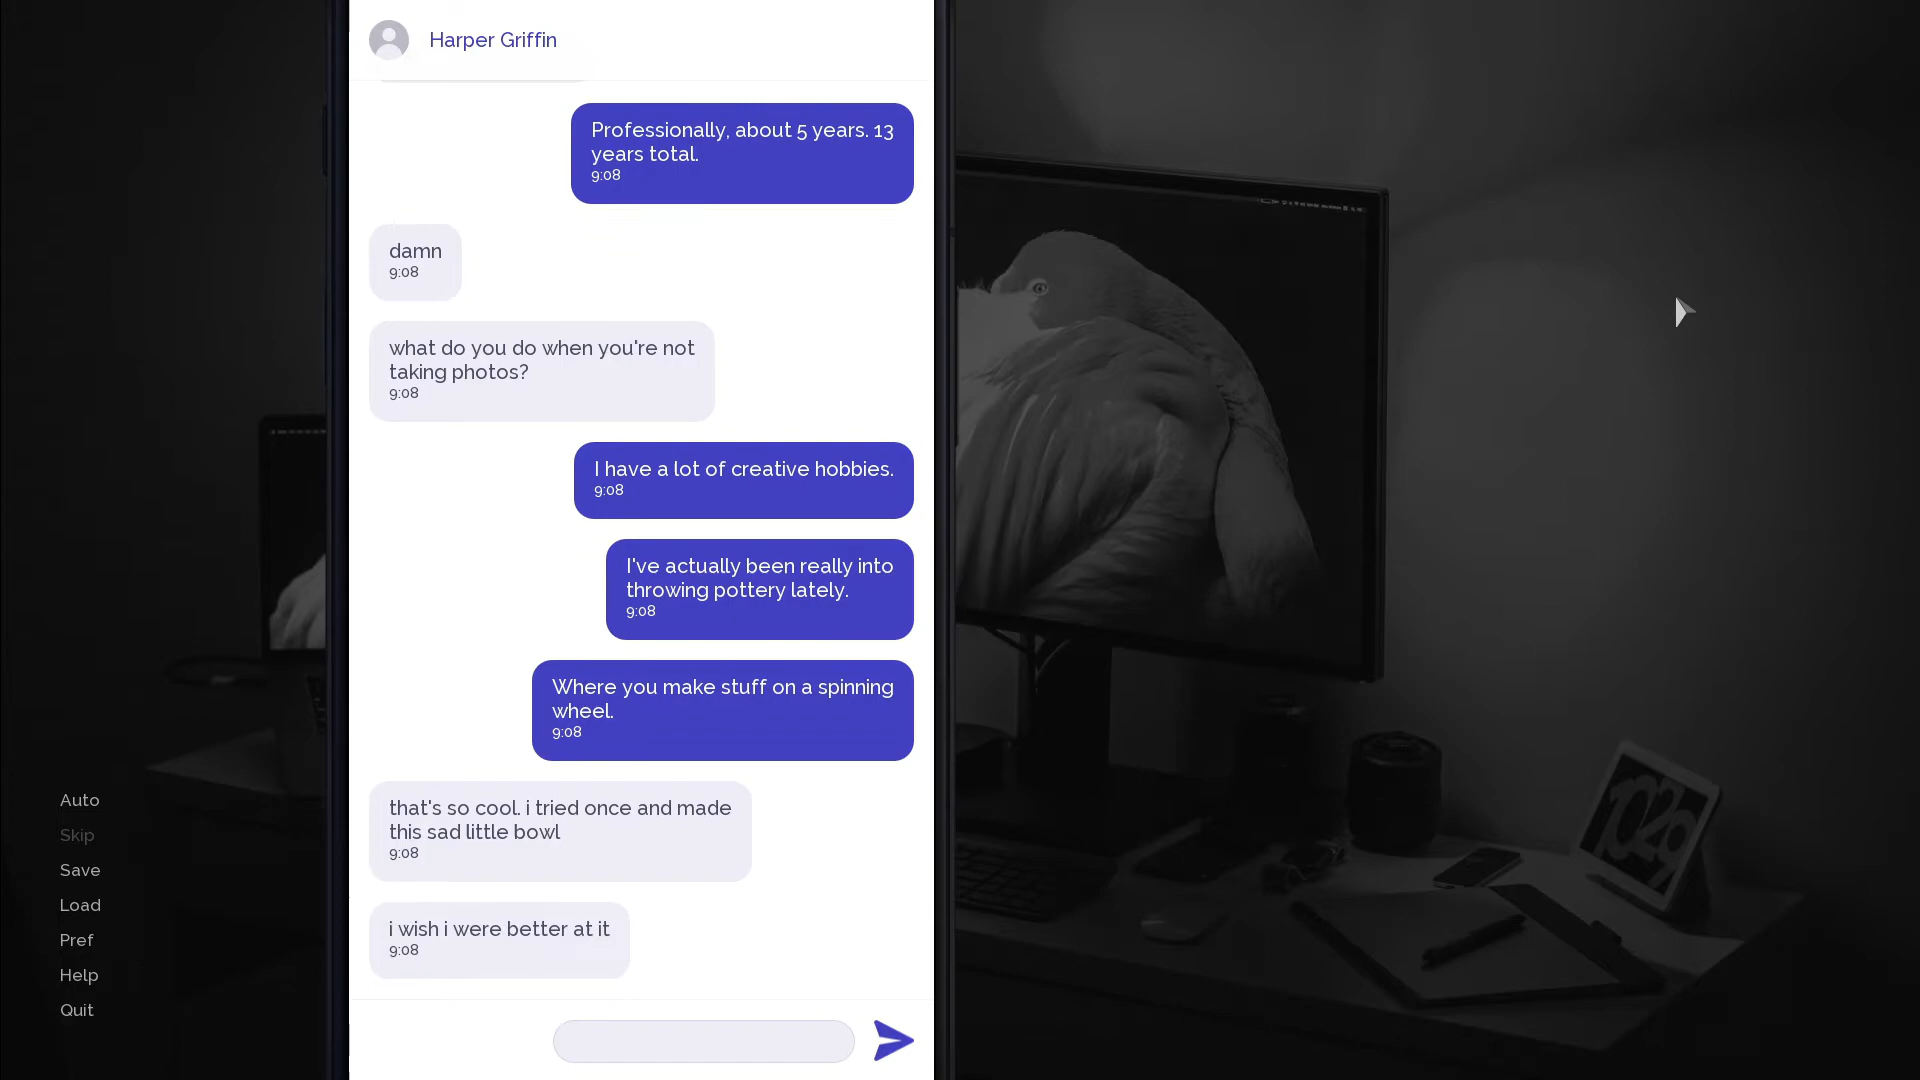 Harper Griffin
Professionally, about 5 years. 13
years total.
9:08
damn
9:08
what do you do when you're not
taking photos?
9:08
I have a lot of creative hobbies.
9:08
I've actually been really into
throwing pottery lately.
9:08
Where you make stuff on a spinning
wheel.
9:08
that's so cool. i tried once and made
this sad little bowl
9:08
i wish i were better at it
9:08
Auto
Skip
Save
Load
Pref
Help
Quit
1029